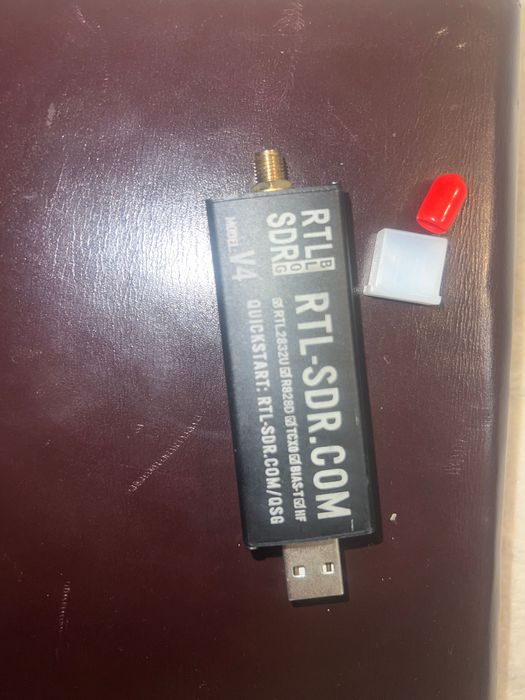 RTL-SDR.COM
RTL
SDR
BLOG
☑ RTL2832U ☑ R828D ☑ TCXO ☑ BIAS-T ☑ HF
MODEL V4
QUICKSTART: RTL-SDR.COM/QSG